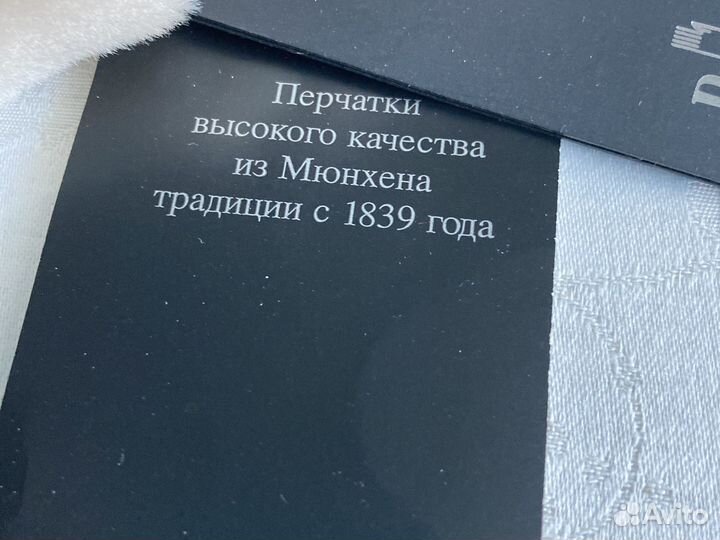 Перчатки
высокого качества
из Мюнхена
традиции с 1839 года
Avito